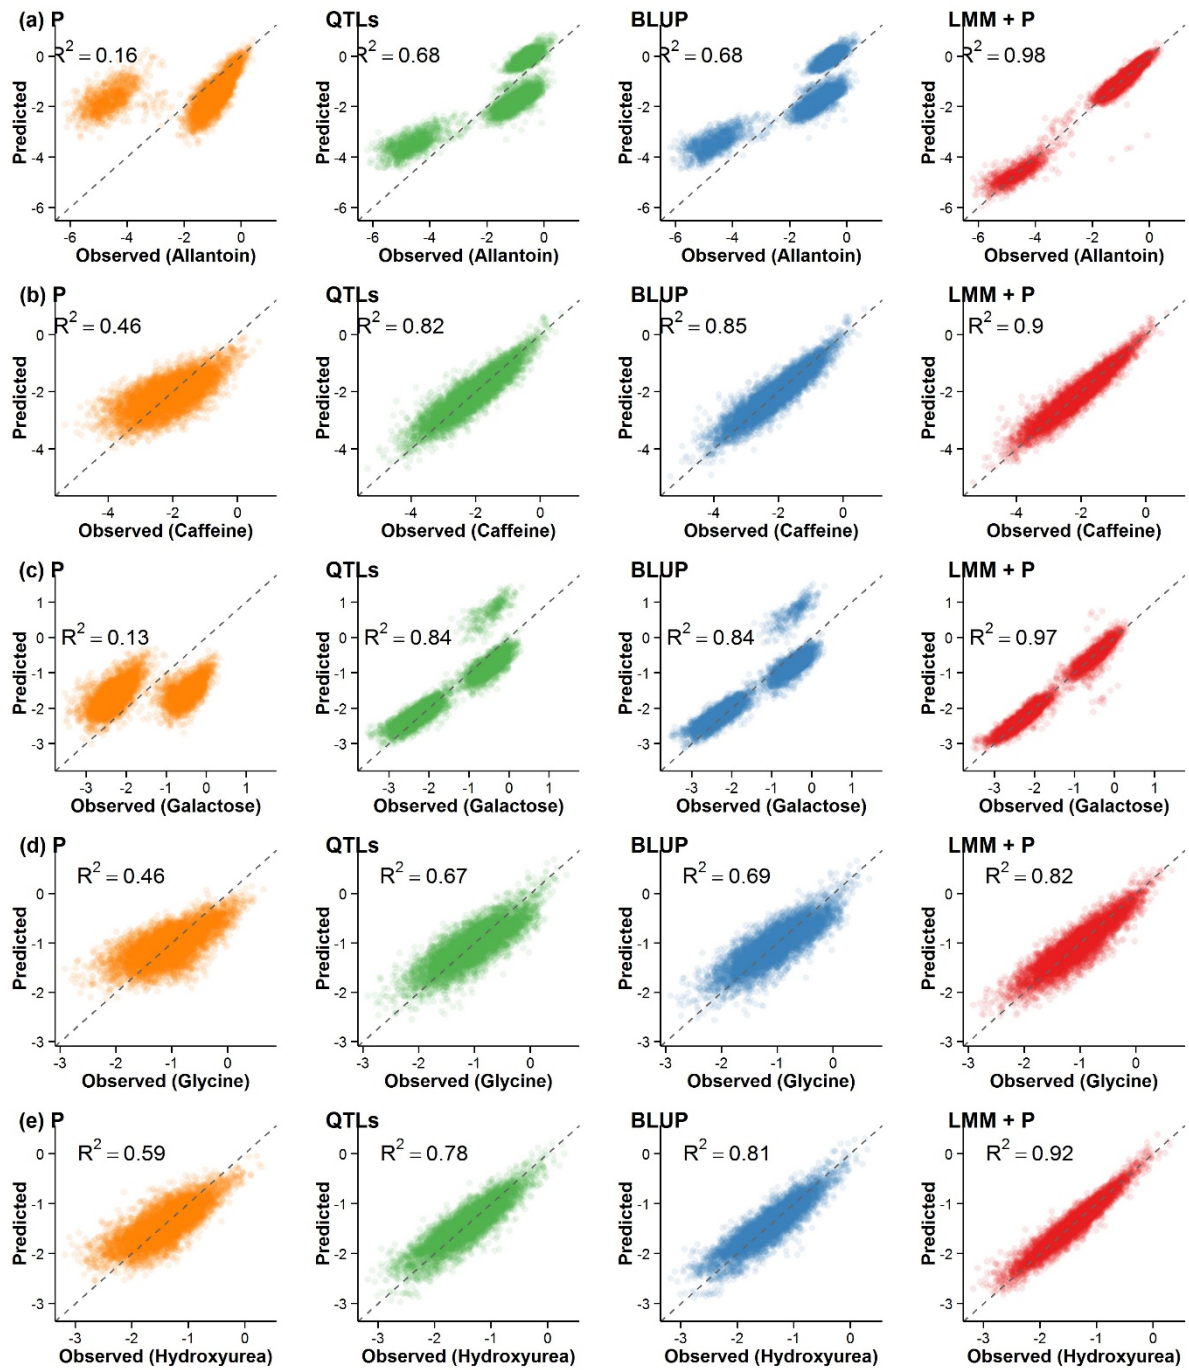 (a) P
QTLs
BLUP
LMM + P
R² = 0.16
R² = 0.68
R² = 0.68
R² = 0.98
Predicted
0
-2
-4
-6
-6 -4 -2 0
Observed (Allantoin)
Predicted
0
-2
-4
-6
-6 -4 -2 0
Observed (Allantoin)
Predicted
0
-2
-4
-6
-6 -4 -2 0
Observed (Allantoin)
Predicted
0
-2
-4
-6
-6 -4 -2 0
Observed (Allantoin)
(b) P
QTLs
BLUP
LMM + P
R² = 0.46
R² = 0.82
R² = 0.85
R² = 0.9
Predicted
0
-2
-4
-4 -2 0
Observed (Caffeine)
Predicted
0
-2
-4
-4 -2 0
Observed (Caffeine)
Predicted
0
-2
-4
-4 -2 0
Observed (Caffeine)
Predicted
0
-2
-4
-4 -2 0
Observed (Caffeine)
(c) P
QTLs
BLUP
LMM + P
R² = 0.13
R² = 0.84
R² = 0.84
R² = 0.97
Predicted
1
0
-1
-2
-3
-3 -2 -1 0 1
Observed (Galactose)
Predicted
1
0
-1
-2
-3
-3 -2 -1 0 1
Observed (Galactose)
Predicted
1
0
-1
-2
-3
-3 -2 -1 0 1
Observed (Galactose)
Predicted
1
0
-1
-2
-3
-3 -2 -1 0 1
Observed (Galactose)
(d) P
QTLs
BLUP
LMM + P
R² = 0.46
R² = 0.67
R² = 0.69
R² = 0.82
Predicted
0
-1
-2
-3
-3 -2 -1 0
Observed (Glycine)
Predicted
0
-1
-2
-3
-3 -2 -1 0
Observed (Glycine)
Predicted
0
-1
-2
-3
-3 -2 -1 0
Observed (Glycine)
Predicted
0
-1
-2
-3
-3 -2 -1 0
Observed (Glycine)
(e) P
QTLs
BLUP
LMM + P
R² = 0.59
R² = 0.78
R² = 0.81
R² = 0.92
Predicted
0
-1
-2
-3
-3 -2 -1 0
Observed (Hydroxyurea)
Predicted
0
-1
-2
-3
-3 -2 -1 0
Observed (Hydroxyurea)
Predicted
0
-1
-2
-3
-3 -2 -1 0
Observed (Hydroxyurea)
Predicted
0
-1
-2
-3
-3 -2 -1 0
Observed (Hydroxyurea)